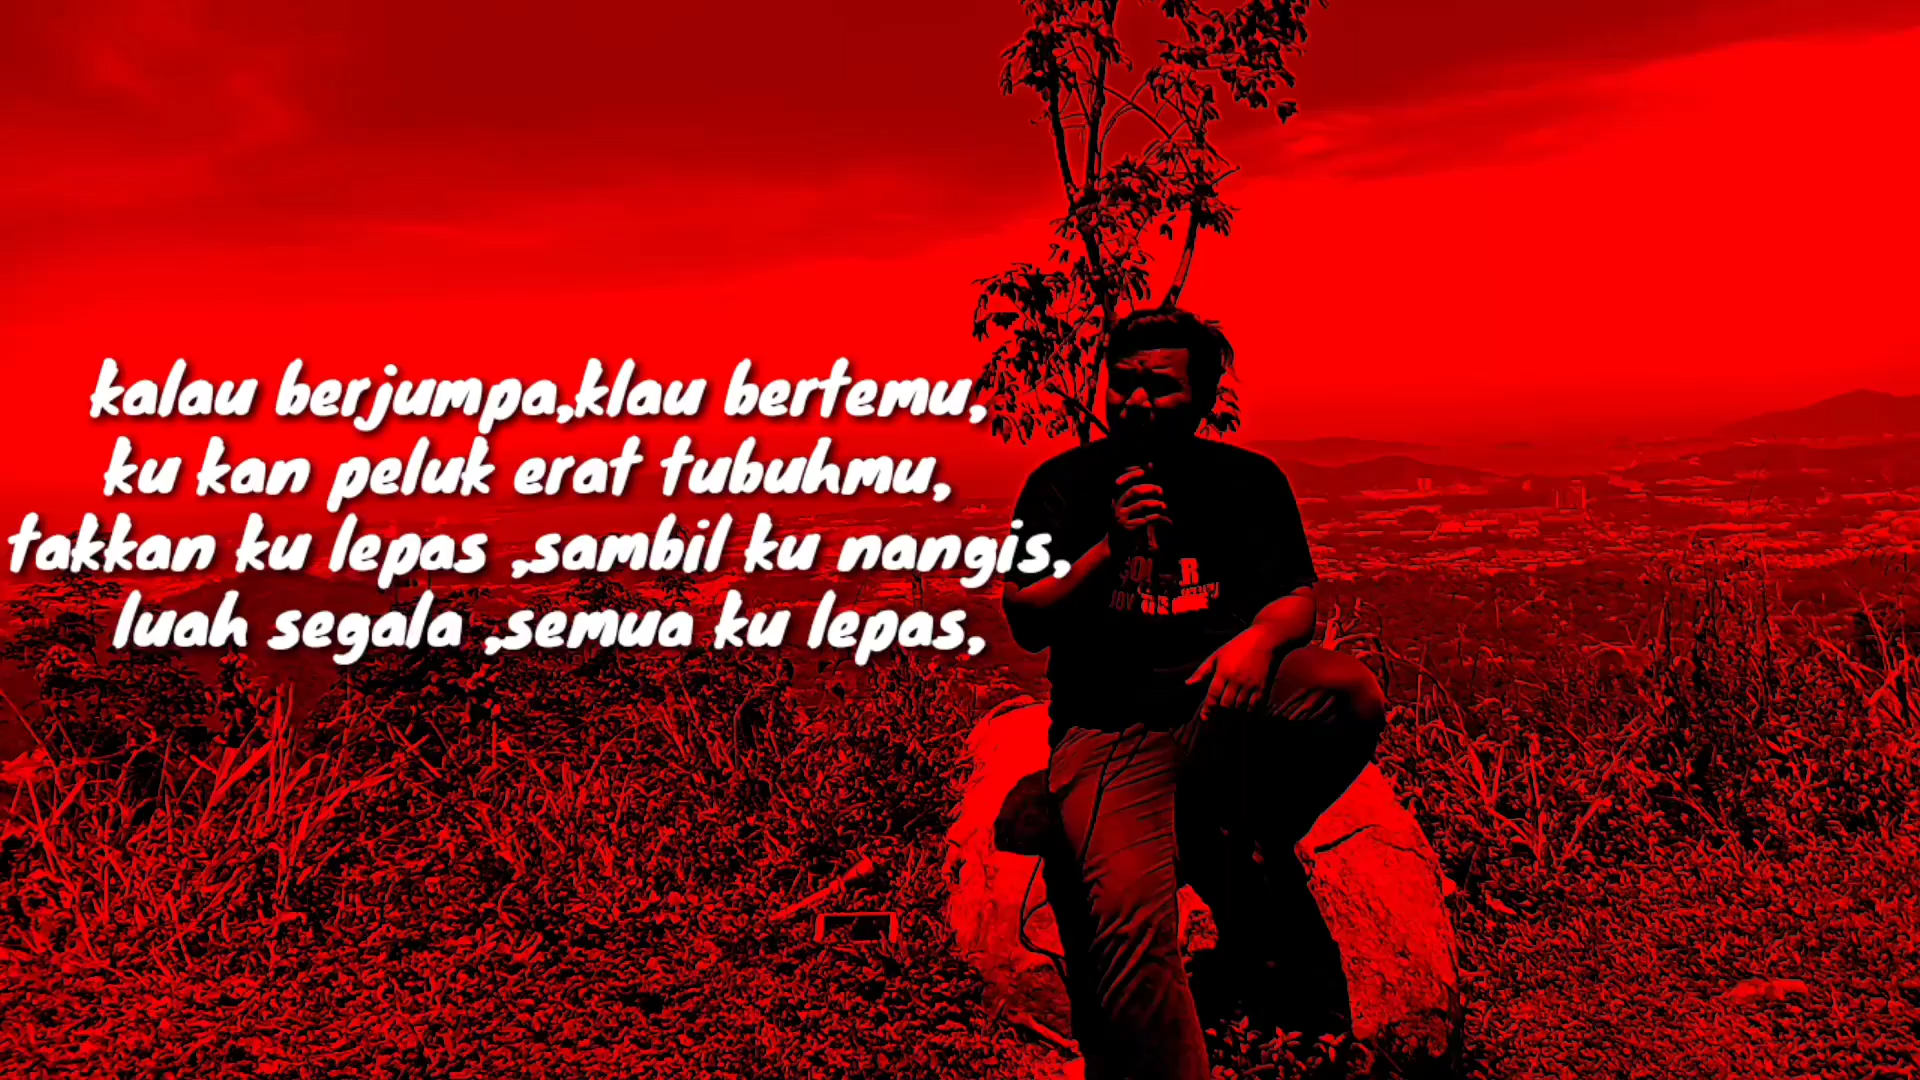 kalau berjumpa,klau bertemu,
ku kan peluk erat tubuhmu,
takkan ku lepas ,sambil ku nangis,
luah segala ,semua ku lepas,